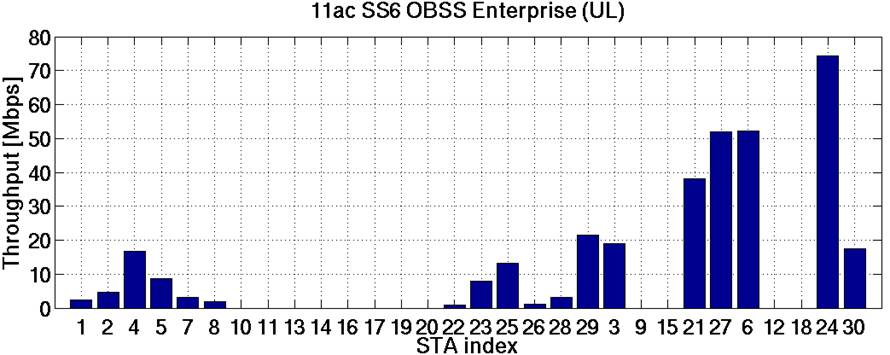 11ac SS6 OBSS Enterprise (UL)
Throughput [Mbps]
80
70
60
50
40
30
20
10
0
1 2 4 5 7 8 10 11 13 14 16 17 19 20 22 23 25 26 28 29 3 9 15 21 27 6 12 18 24 30
STA index